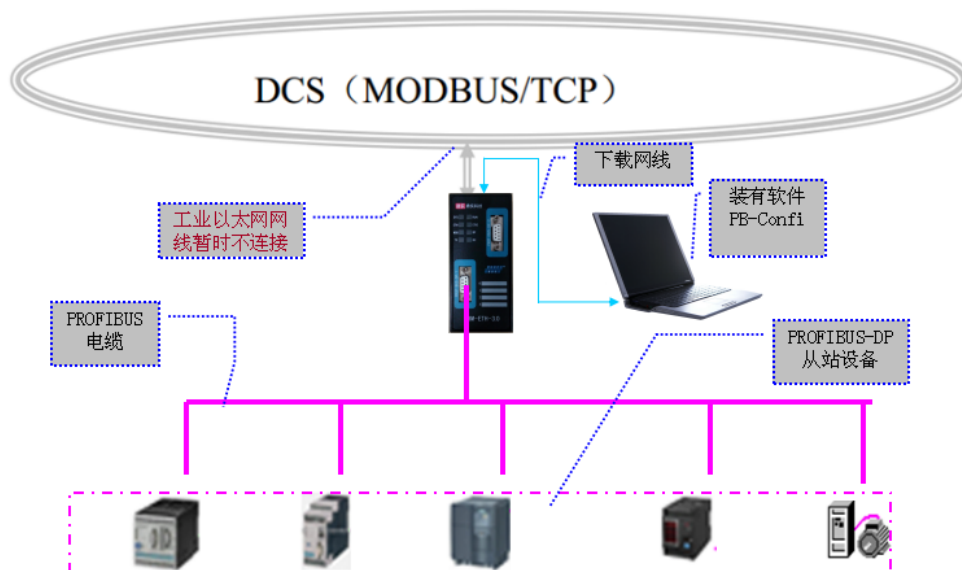 DCS（MODBUS/TCP）
下载网线
装有软件
PB-Confi
工业以太网网
线暂时不连接
PROFIBUS
电缆
PROFIBUS-DP
从站设备